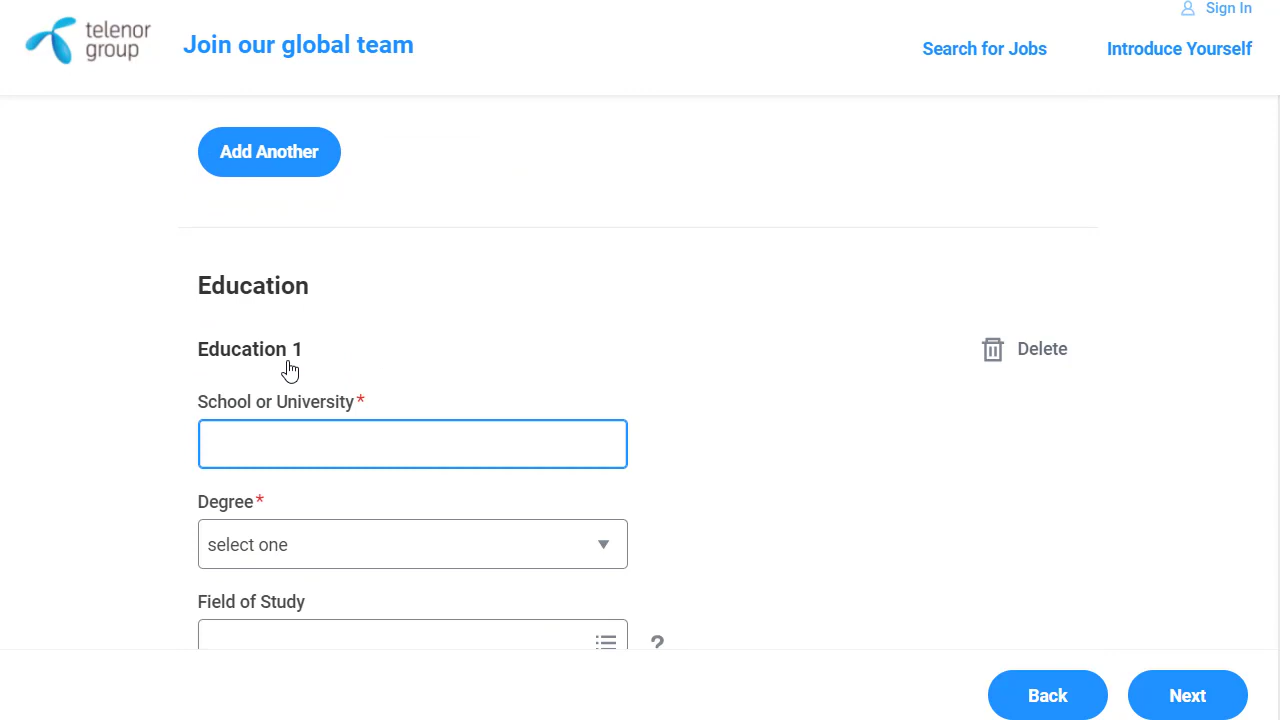 Sign In
telenor
group
Join our global team
Search for Jobs
Introduce Yourself
Add Another
Education
Education 1
Delete
School or University*
Degree*
select one
Field of Study
?
Back
Next